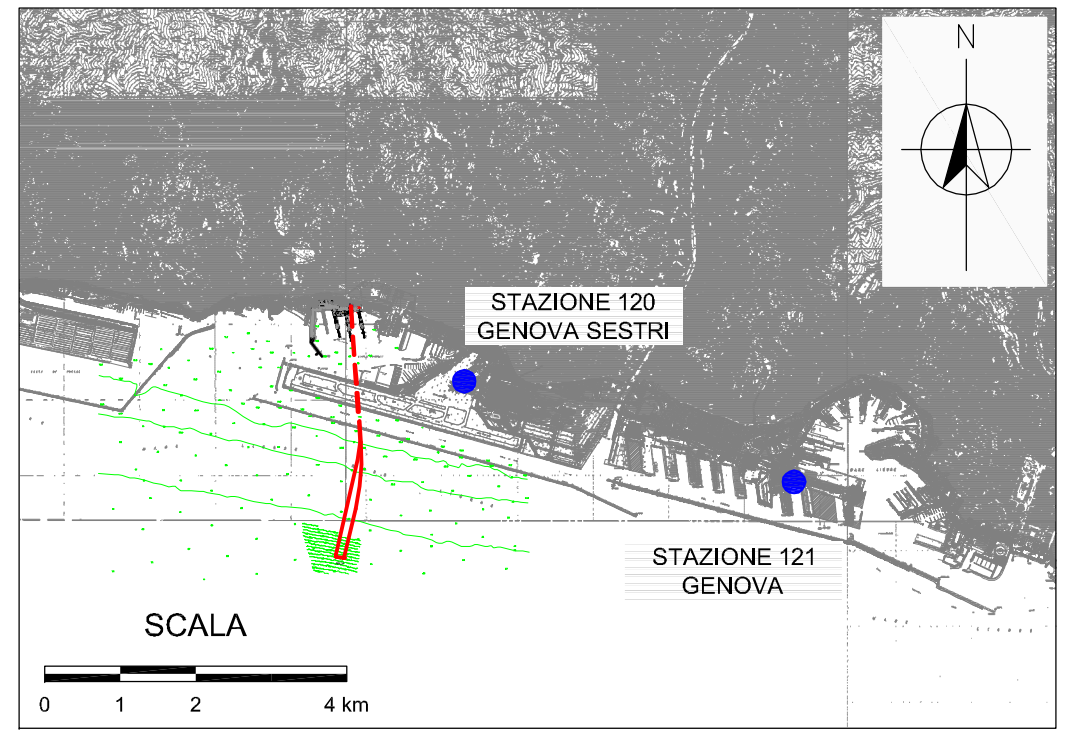 N
STAZIONE 120
GENOVA SESTRI
STAZIONE 121
GENOVA
SCALA
0 1 2 4 km